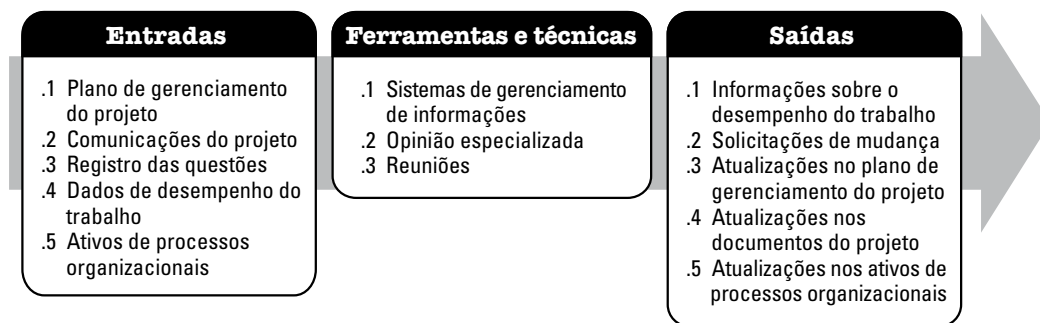 Entradas
.1 Plano de gerenciamento
do projeto
.2 Comunicações do projeto
.3 Registro das questões
.4 Dados de desempenho do
trabalho
.5 Ativos de processos
organizacionais
Ferramentas e técnicas
.1 Sistemas de gerenciamento
de informações
.2 Opinião especializada
.3 Reuniões
Saídas
.1 Informações sobre o
desempenho do trabalho
.2 Solicitações de mudança
.3 Atualizações no plano de
gerenciamento do projeto
.4 Atualizações nos
documentos do projeto
.5 Atualizações nos ativos de
processos organizacionais